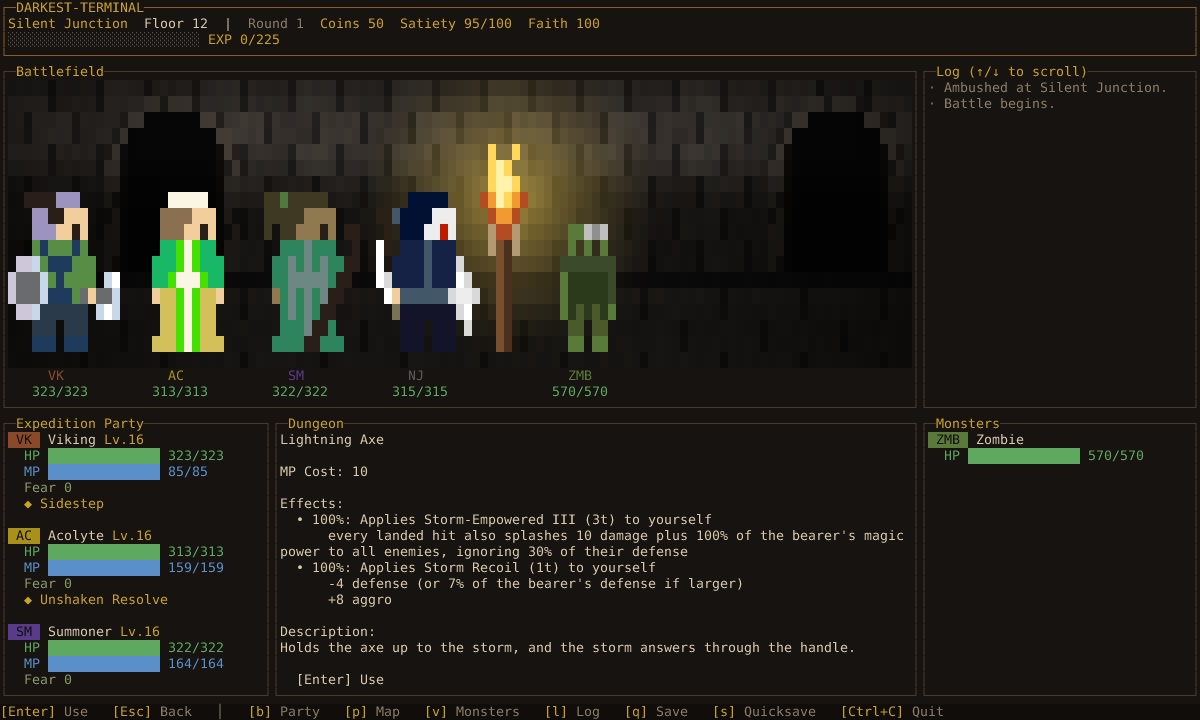 DARKEST-TERMINAL
Silent Junction  Floor 12  |  Round 1  Coins 50  Satiety 95/100  Faith 100
EXP 0/225
Battlefield
Log (↑/↓ to scroll)
· Ambushed at Silent Junction.
· Battle begins.
VK AC SM NJ ZMB
323/323 313/313 322/322 315/315 570/570
Expedition Party
VK Viking Lv.16
HP 323/323
MP 85/85
Fear 0
◆ Sidestep
AC Acolyte Lv.16
HP 313/313
MP 159/159
Fear 0
◆ Unshaken Resolve
SM Summoner Lv.16
HP 322/322
MP 164/164
Fear 0
Dungeon
Lightning Axe
MP Cost: 10
Effects:
• 100%: Applies Storm-Empowered III (3t) to yourself
every landed hit also splashes 10 damage plus 100% of the bearer's magic
power to all enemies, ignoring 30% of their defense
• 100%: Applies Storm Recoil (1t) to yourself
-4 defense (or 7% of the bearer's defense if larger)
+8 aggro
Description:
Holds the axe up to the storm, and the storm answers through the handle.
[Enter] Use
Monsters
ZMB Zombie
HP 570/570
[Enter] Use  [Esc] Back  │  [b] Party  [p] Map  [v] Monsters  [l] Log  [q] Save  [s] Quicksave  [Ctrl+C] Quit